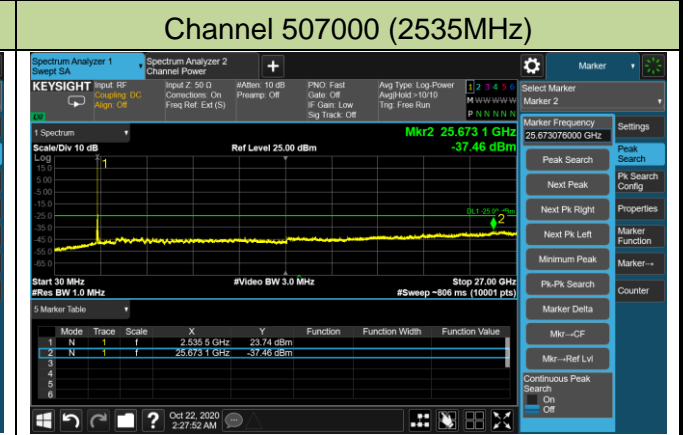 Channel 507000 (2535MHz)
Spectrum Analyzer 1
Swept SA
Spectrum Analyzer 2
Channel Power
Marker
KEYSIGHT
Input: RF
Coupling: DC
Align: Off
Input Z: 50 Ω
Corrections: On
Freq Ref: Ext (S)
#Atten: 10 dB
Preamp: Off
PNO: Fast
Gate: Off
IF Gain: Low
Sig Track: Off
Avg Type: Log-Power
Avg|Hold:>10/10
Trig: Free Run
1 2 3 4 5 6
M W W W W W
P N N N N N
Select Marker
Marker 2
1 Spectrum
Scale/Div 10 dB
Log
Ref Level 25.00 dBm
Mkr2 25.673 1 GHz
-37.46 dBm
15.0
5.00
-5.00
-15.0
-25.0
-35.0
-45.0
-55.0
-65.0
1
2
Start 30 MHz
#Res BW 1.0 MHz
#Video BW 3.0 MHz
Stop 27.00 GHz
#Sweep ~806 ms (10001 pts)
5 Marker Table
Mode Trace Scale X Y Function Function Width Function Value
1 N 1 f 2.535 5 GHz 23.74 dBm
2 N 1 f 25.673 1 GHz -37.46 dBm
3
4
5
6
Marker Frequency
25.673076000 GHz
Peak Search
Next Peak
Next Pk Right
Next Pk Left
Minimum Peak
Pk-Pk Search
Marker Delta
Mkr→CF
Mkr→Ref Lvl
Continuous Peak
Search
On
Off
Settings
Peak
Search
Pk Search
Config
Properties
Marker
Function
Marker→
Counter
Oct 22, 2020
2:27:52 AM